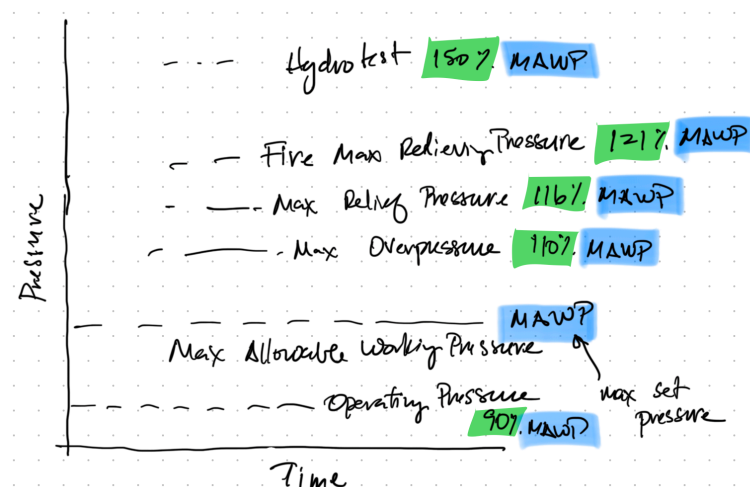 Hydrotest 150% MAWP
Fire Max Relieving Pressure 121% MAWP
Max Relief Pressure 116% MAWP
Max Overpressure 110% MAWP
MAWP
Max Allowable Working Pressure
max set
pressure
Operating Pressure
90% MAWP
Pressure
Time